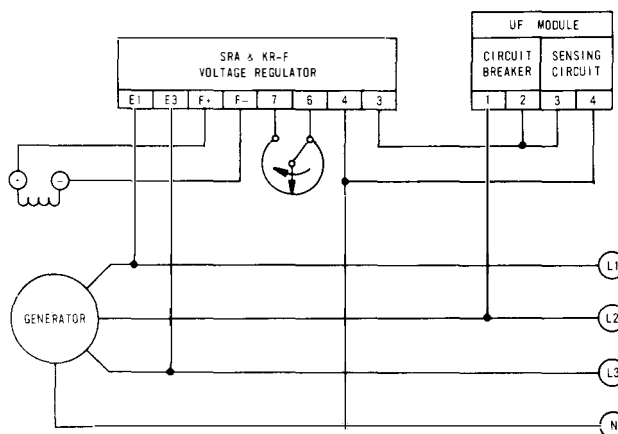 UF MODULE
SRA & KR-F
VOLTAGE REGULATOR
CIRCUIT
BREAKER
SENSING
CIRCUIT
E1 E3 F+ F- 7 6 4 3
1 2 3 4
+ -
L1
GENERATOR
L2
L3
N